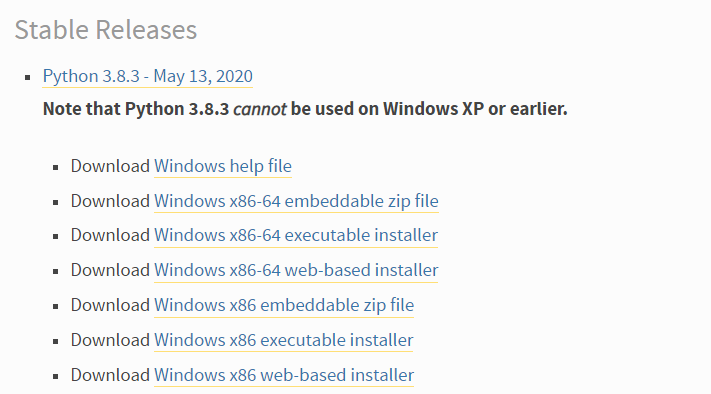 Stable Releases
Python 3.8.3 - May 13, 2020
Note that Python 3.8.3 cannot be used on Windows XP or earlier.
Download Windows help file
Download Windows x86-64 embeddable zip file
Download Windows x86-64 executable installer
Download Windows x86-64 web-based installer
Download Windows x86 embeddable zip file
Download Windows x86 executable installer
Download Windows x86 web-based installer